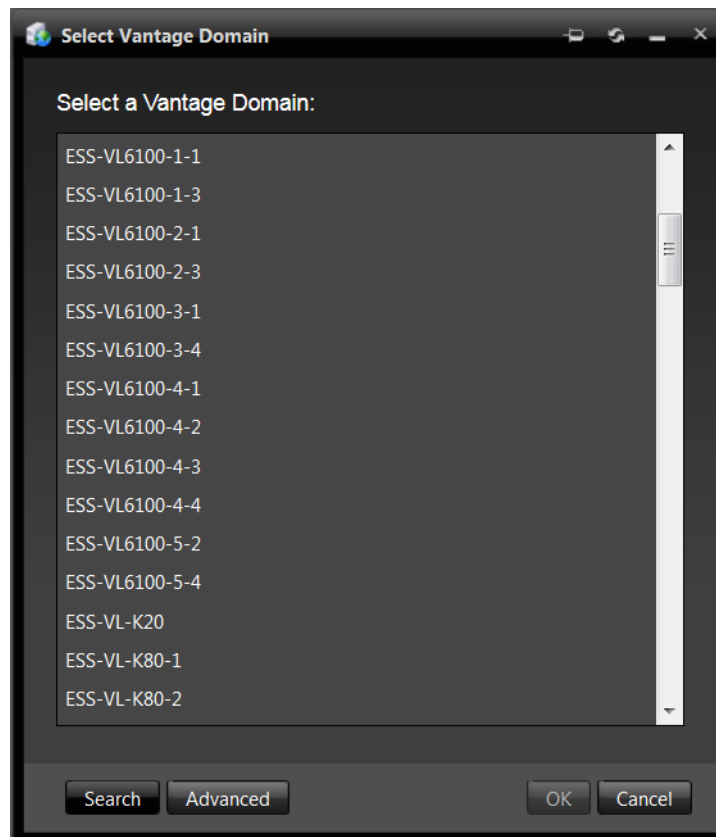 Select Vantage Domain
Select a Vantage Domain:
ESS-VL6100-1-1
ESS-VL6100-1-3
ESS-VL6100-2-1
ESS-VL6100-2-3
ESS-VL6100-3-1
ESS-VL6100-3-4
ESS-VL6100-4-1
ESS-VL6100-4-2
ESS-VL6100-4-3
ESS-VL6100-4-4
ESS-VL6100-5-2
ESS-VL6100-5-4
ESS-VL-K20
ESS-VL-K80-1
ESS-VL-K80-2
Search Advanced OK Cancel